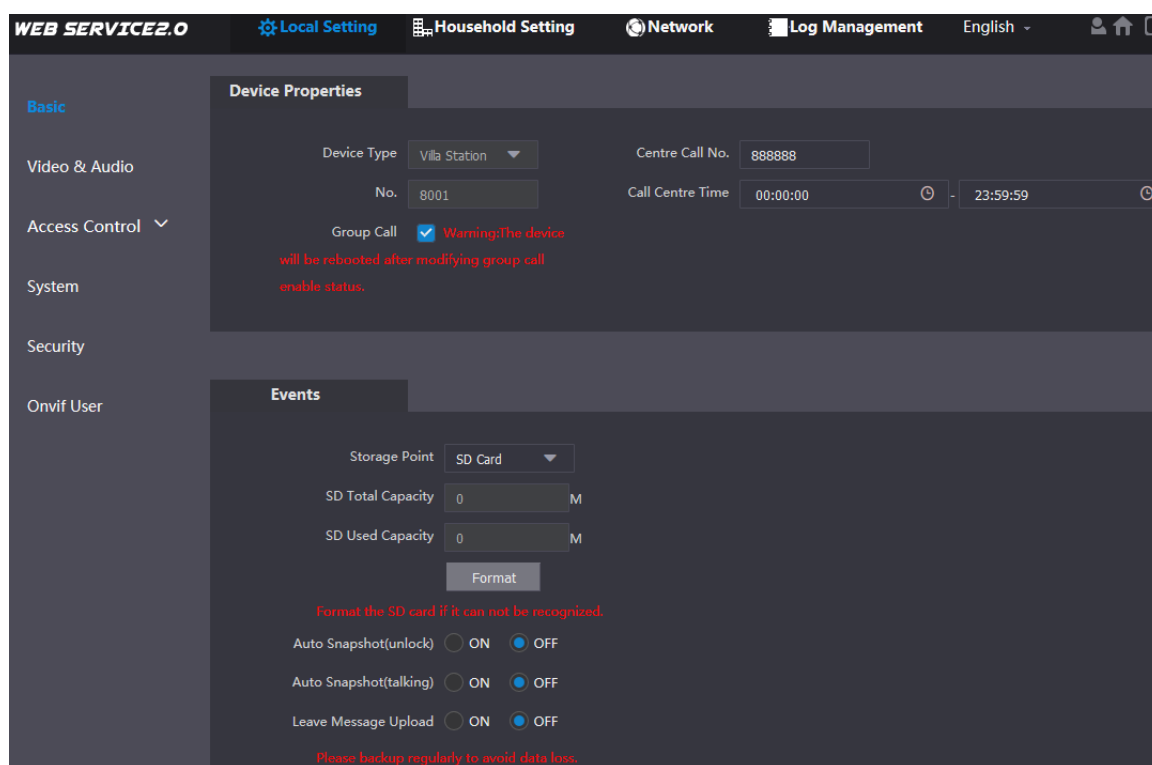 WEB SERVICE2.0 Local Setting Household Setting Network Log Management English
Basic
Video & Audio
Access Control
System
Security
Onvif User
Device Properties
Device Type Villa Station Centre Call No. 888888
No. 8001 Call Centre Time 00:00:00 - 23:59:59
Group Call Warning:The device
will be rebooted after modifying group call
enable status.
Events
Storage Point SD Card
SD Total Capacity 0 M
SD Used Capacity 0 M
Format
Format the SD card if it can not be recognized.
Auto Snapshot(unlock) ON OFF
Auto Snapshot(talking) ON OFF
Leave Message Upload ON OFF
Please backup regularly to avoid data loss.